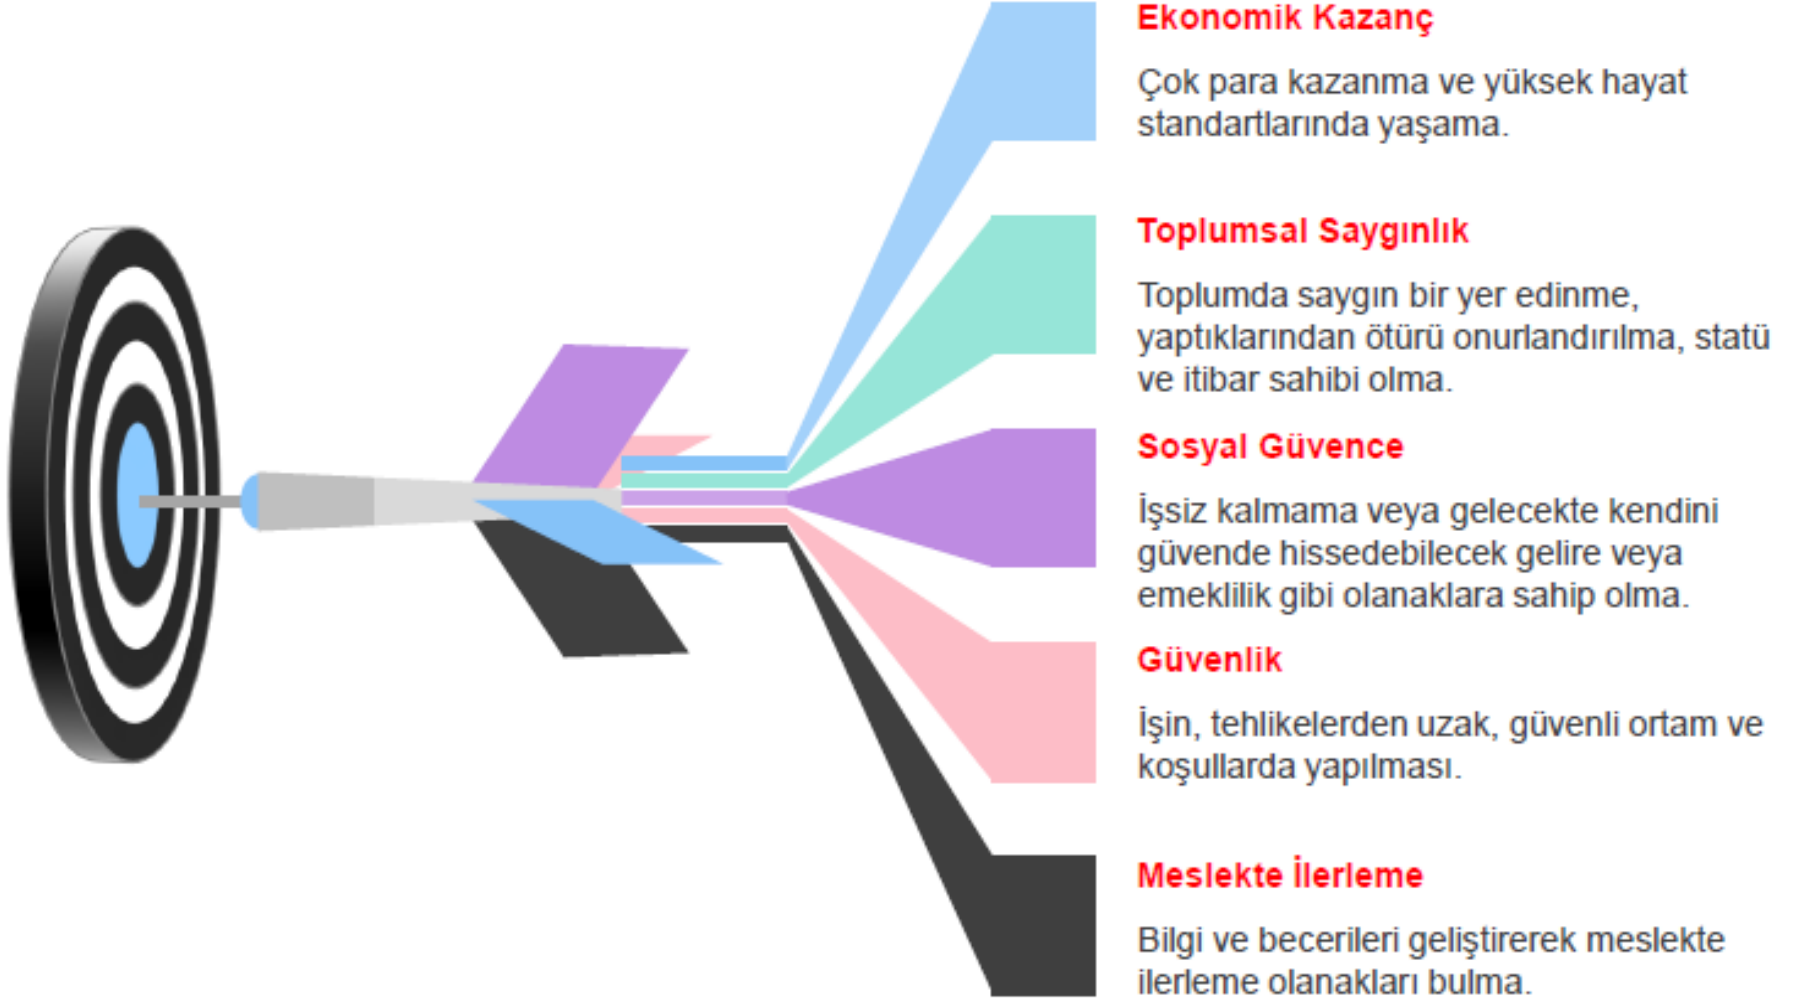 Ekonomik Kazanç
Çok para kazanma ve yüksek hayat
standartlarında yaşama.
Toplumsal Saygınlık
Toplumda saygın bir yer edinme,
yaptıklarından ötürü onurlandırılma, statü
ve itibar sahibi olma.
Sosyal Güvence
İşsiz kalmama veya gelecekte kendini
güvende hissedebilecek gelire veya
emeklilik gibi olanaklara sahip olma.
Güvenlik
İşin, tehlikelerden uzak, güvenli ortam ve
koşullarda yapılması.
Meslekte İlerleme
Bilgi ve becerileri geliştirerek meslekte
ilerleme olanakları bulma.